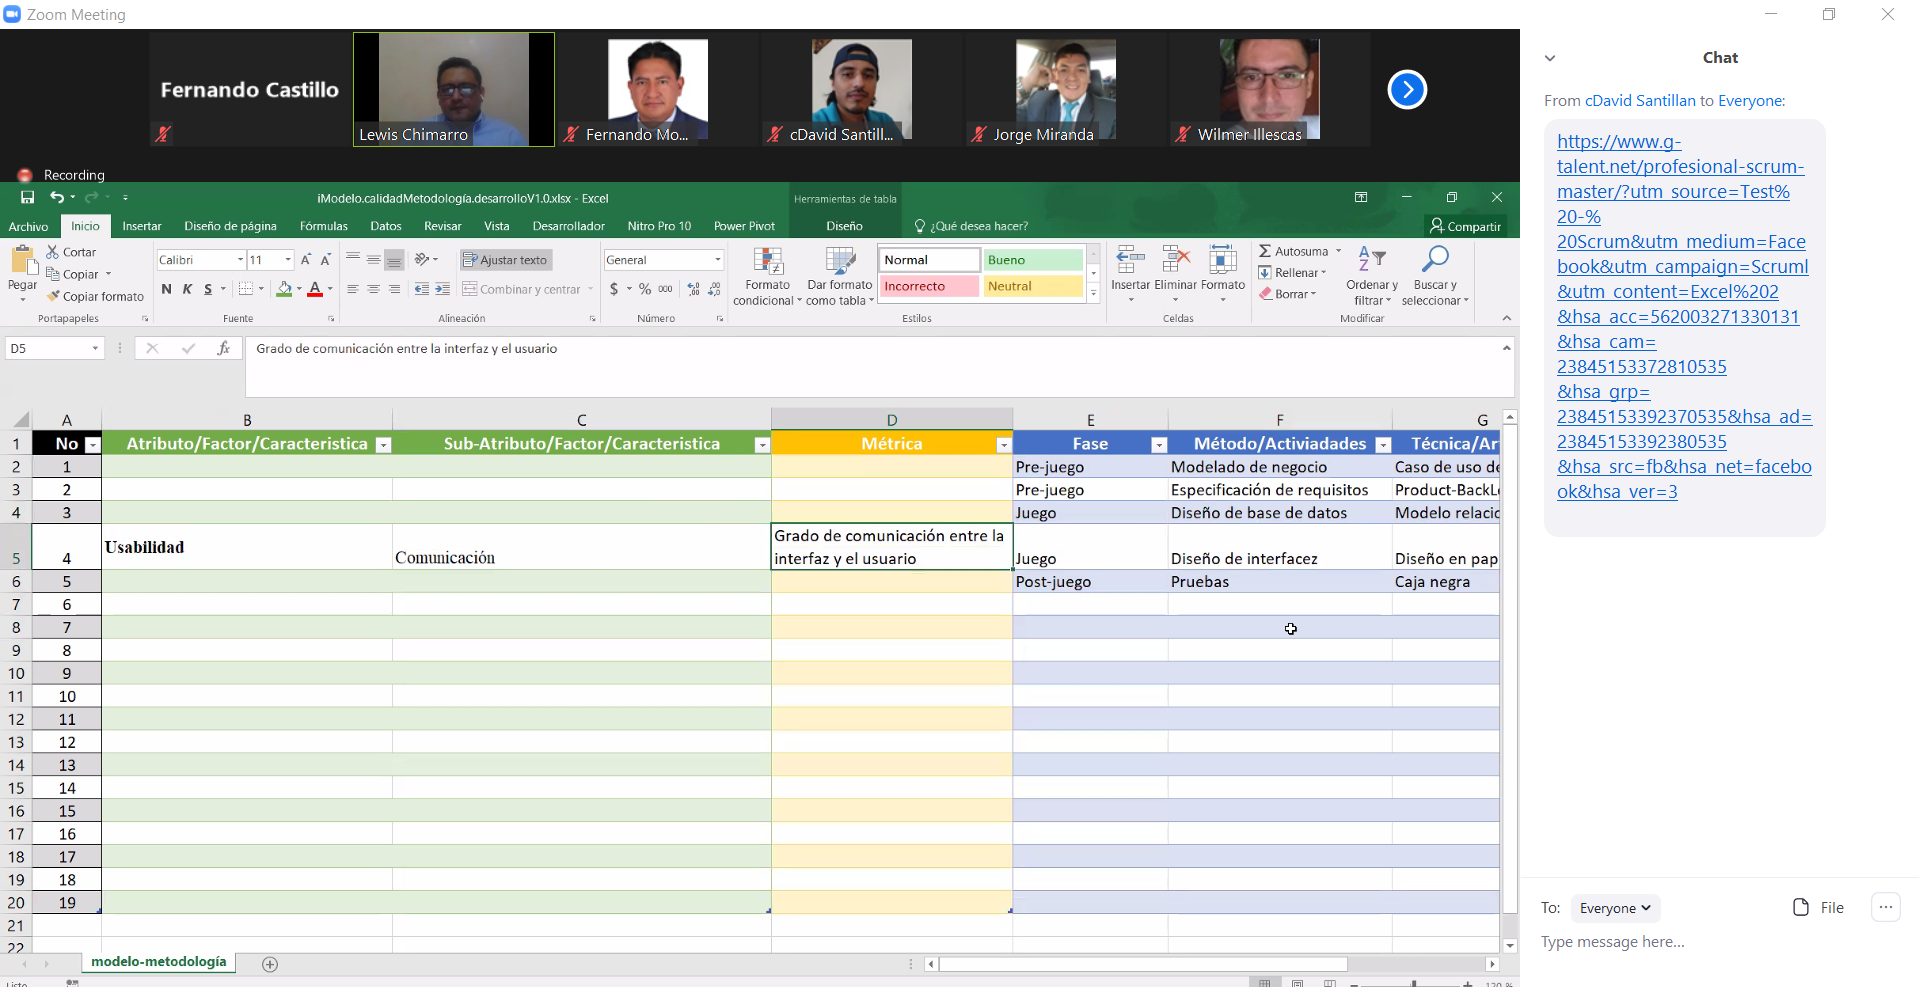 Zoom Meeting
Fernando Castillo
Lewis Chimarro
Fernando Mo...
cDavid Santill...
Jorge Miranda
Wilmer Illescas
Recording
iModelo.calidadMetodología.desarrolloV1.0.xlsx - Excel
Herramientas de tabla
Archivo Inicio Insertar Diseño de página Fórmulas Datos Revisar Vista Desarrollador Nitro Pro 10 Power Pivot Diseño ¿Qué desea hacer? Compartir
Pegar
Cortar
Copiar
Copiar formato
Portapapeles
Calibri 11
N K S
Fuente
Ajustar texto
Combinar y centrar
Alineación
General
$ % 000
Número
Formato condicional
Dar formato como tabla
Normal Bueno
Incorrecto Neutral
Estilos
Insertar Eliminar Formato
Celdas
Autosuma
Rellenar
Borrar
Ordenar y filtrar
Buscar y seleccionar
Modificar
D5 fx Grado de comunicación entre la interfaz y el usuario
A B C D E F G
1 No Atributo/Factor/Caracteristica Sub-Atributo/Factor/Caracteristica Métrica Fase Método/Activiadades Técnica/Ar
2 1 Pre-juego Modelado de negocio Caso de uso de
3 2 Pre-juego Especificación de requisitos Product-BackL
4 3 Juego Diseño de base de datos Modelo relacio
5 4 Usabilidad Comunicación Grado de comunicación entre la interfaz y el usuario Juego Diseño de interfacez Diseño en pap
6 5 Post-juego Pruebas Caja negra
7 6
8 7
9 8
10 9
11 10
12 11
13 12
14 13
15 14
16 15
17 16
18 17
19 18
20 19
21
22
modelo-metodología
Listo
120 %
Chat
From cDavid Santillan to Everyone:
https://www.g-
talent.net/profesional-scrum-
master/?utm_source=Test%
20-%
20Scrum&utm_medium=Face
book&utm_campaign=ScrumI
&utm_content=Excel%202
&hsa_acc=562003271330131
&hsa_cam=
23845153372810535
&hsa_grp=
23845153392370535&hsa_ad=
23845153392380535
&hsa_src=fb&hsa_net=facebo
ok&hsa_ver=3
To: Everyone File
Type message here...